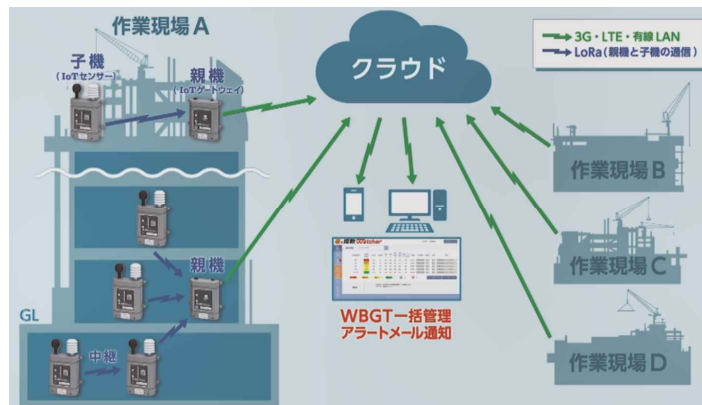 作業現場A
3G・LTE・有線LAN
LoRa(親機と子機の通信)
子機
(IoTセンサー)
親機
(IoTゲートウェイ)
クラウド
作業現場B
親機
作業現場C
GL
中継
WBGT一括管理
アラートメール通知
作業現場D